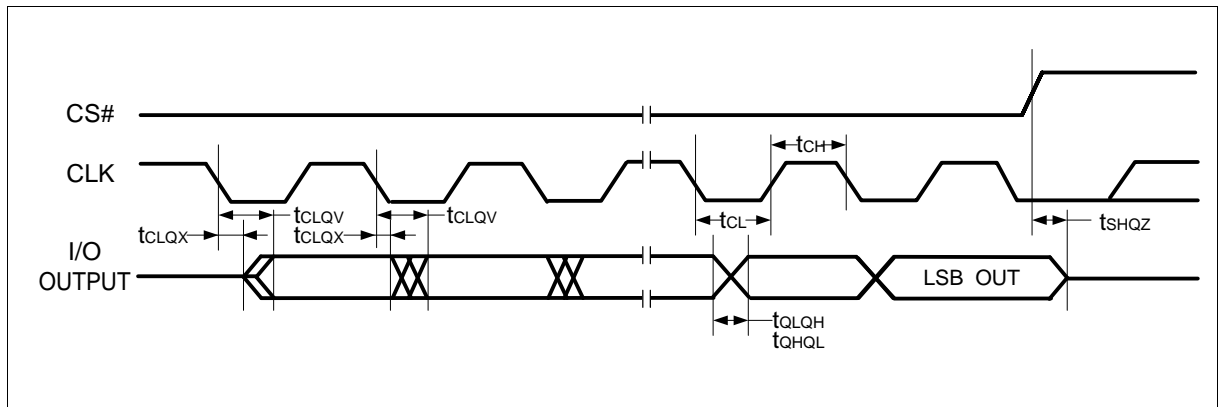 CS#
CLK
tCH
tCLQV
tCLQV
tCLQX
tCLQX
tCL
tSHQZ
I/O
OUTPUT
LSB OUT
tQLQH
tQHQL